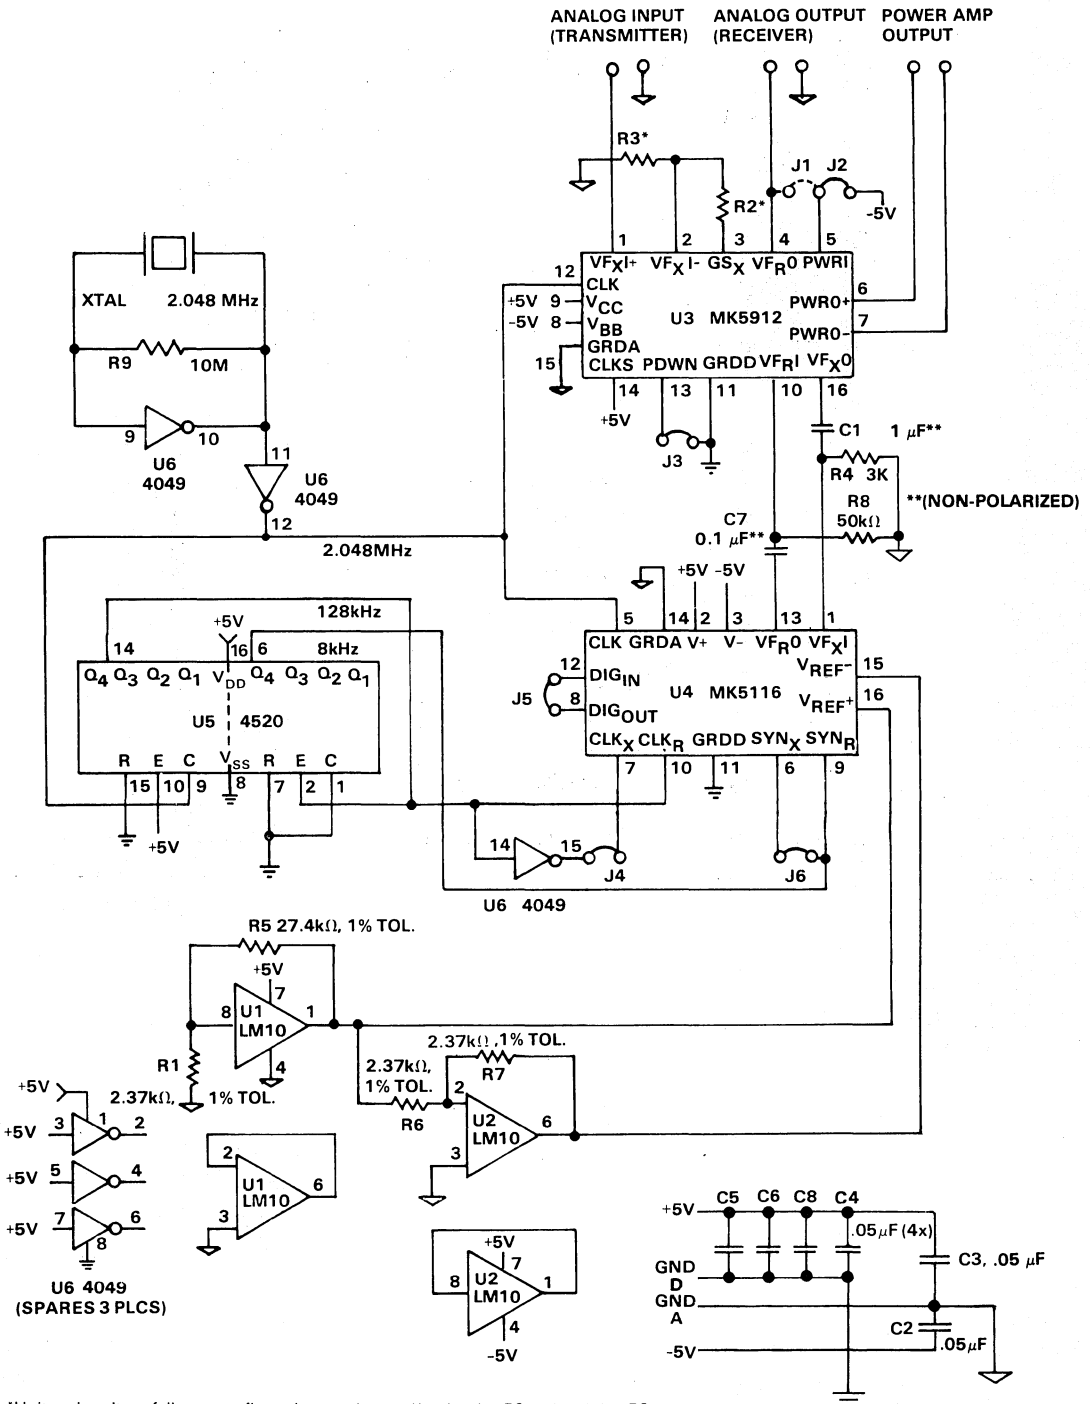 ANALOG INPUT
(TRANSMITTER)
ANALOG OUTPUT
(RECEIVER)
POWER AMP
OUTPUT
R3*
R2*
J1
J2
-5V
1
2
3
4
5
VFXI+
VFXI-
GSX
VFRO
PWRI
12
CLK
+5V 9
VCC
-5V 8
VBB
15
GRDA
U3 MK5912
PWRO+
6
PWRO-
7
CLKS
PDWN
GRDD
VFRI
VFXO
14
13
11
10
16
+5V
J3
C1
1 µF**
R4 3K
R8
50kΩ
**(NON-POLARIZED)
C7
0.1 µF**
XTAL
2.048 MHz
R9
10M
9
10
U6
4049
11
U6
4049
12
2.048MHz
128kHz
+5V
14
16
6
8kHz
Q4
Q3
Q2
Q1
VDD
Q4
Q3
Q2
Q1
U5
4520
R
E
C
VSS
R
E
C
15
10
9
8
7
2
1
+5V
+5V
-5V
5
14
2
3
13
1
CLK
GRDA
V+
V-
VFRO
VFXI
12
DIGIN
VREF-
15
J5
U4 MK5116
8
DIGOUT
VREF+
16
CLKX
CLKR
GRDD
SYNX
SYNR
7
10
11
6
9
14
15
J4
J6
U6 4049
R5 27.4kΩ, 1% TOL.
+5V
7
8
U1
LM10
1
4
R1
2.37kΩ, 1% TOL.
2.37kΩ ,1% TOL.
R7
2.37kΩ,
1% TOL.
R6
2
U2
LM10
6
3
+5V
+5V
3
1
2
+5V
5
4
+5V
7
6
8
U6 4049
(SPARES 3 PLCS)
2
U1
LM10
6
3
+5V
7
8
U2
LM10
1
4
-5V
+5V
C5
C6
C8
C4
.05µF (4x)
C3, .05 µF
GND
D
GND
A
C2
.05µF
-5V